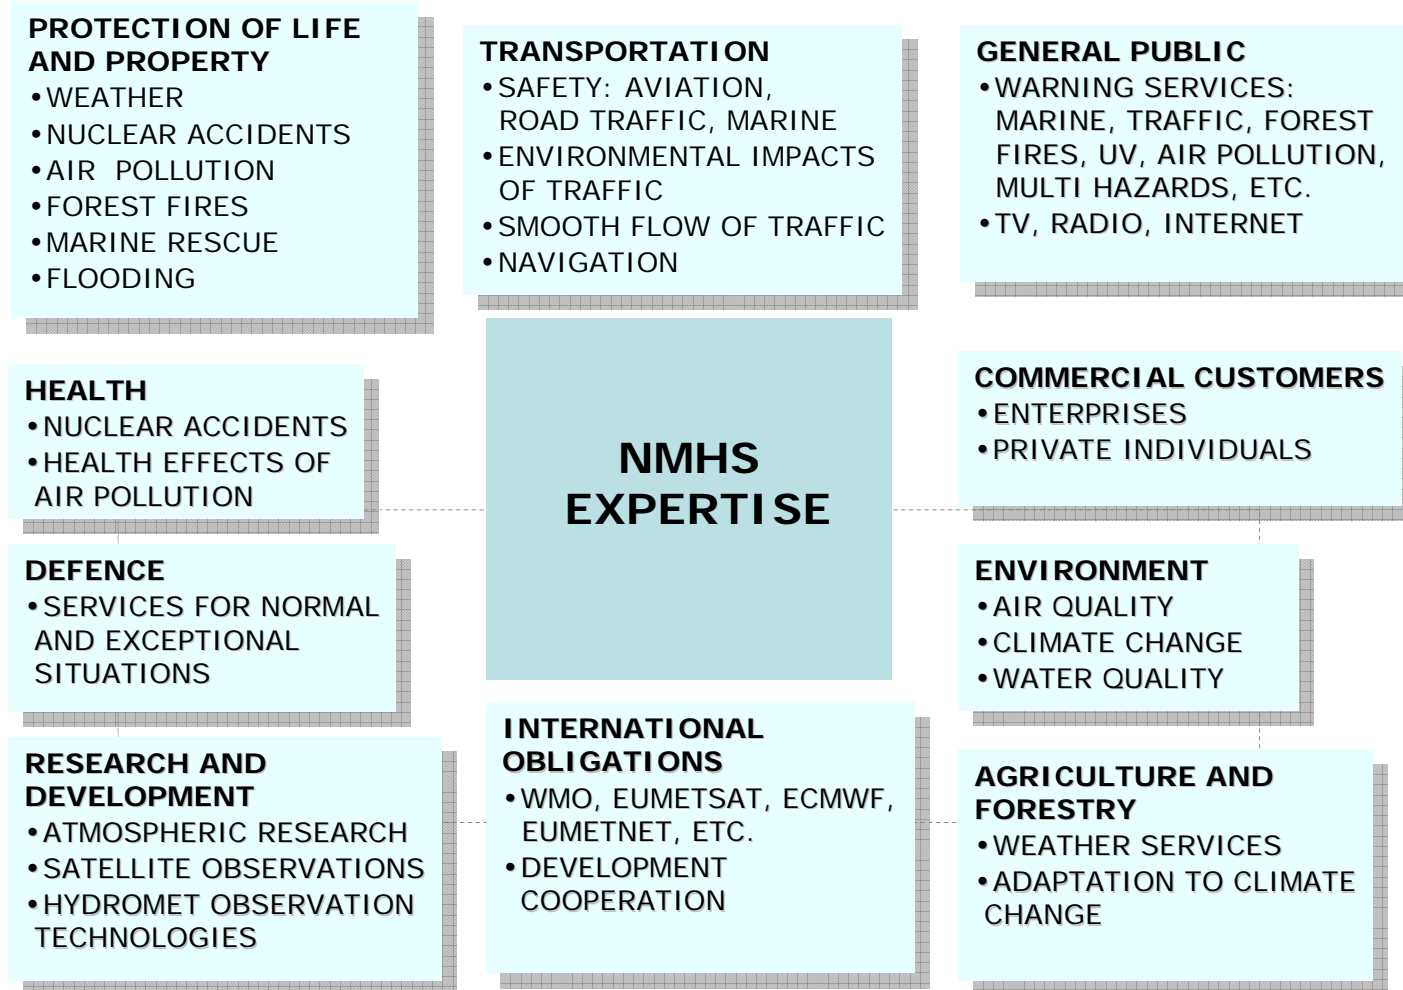 PROTECTION OF LIFE
AND PROPERTY
•WEATHER
•NUCLEAR ACCIDENTS
•AIR POLLUTION
•FOREST FIRES
•MARINE RESCUE
•FLOODING
TRANSPORTATION
•SAFETY: AVIATION,
ROAD TRAFFIC, MARINE
•ENVIRONMENTAL IMPACTS
OF TRAFFIC
•SMOOTH FLOW OF TRAFFIC
•NAVIGATION
GENERAL PUBLIC
•WARNING SERVICES:
MARINE, TRAFFIC, FOREST
FIRES, UV, AIR POLLUTION,
MULTI HAZARDS, ETC.
•TV, RADIO, INTERNET
HEALTH
•NUCLEAR ACCIDENTS
•HEALTH EFFECTS OF
AIR POLLUTION
NMHS
EXPERTISE
COMMERCIAL CUSTOMERS
•ENTERPRISES
•PRIVATE INDIVIDUALS
DEFENCE
•SERVICES FOR NORMAL
AND EXCEPTIONAL
SITUATIONS
ENVIRONMENT
•AIR QUALITY
•CLIMATE CHANGE
•WATER QUALITY
RESEARCH AND
DEVELOPMENT
•ATMOSPHERIC RESEARCH
•SATELLITE OBSERVATIONS
•HYDROMET OBSERVATION
TECHNOLOGIES
INTERNATIONAL
OBLIGATIONS
•WMO, EUMETSAT, ECMWF,
EUMETNET, ETC.
•DEVELOPMENT
COOPERATION
AGRICULTURE AND
FORESTRY
•WEATHER SERVICES
•ADAPTATION TO CLIMATE
CHANGE